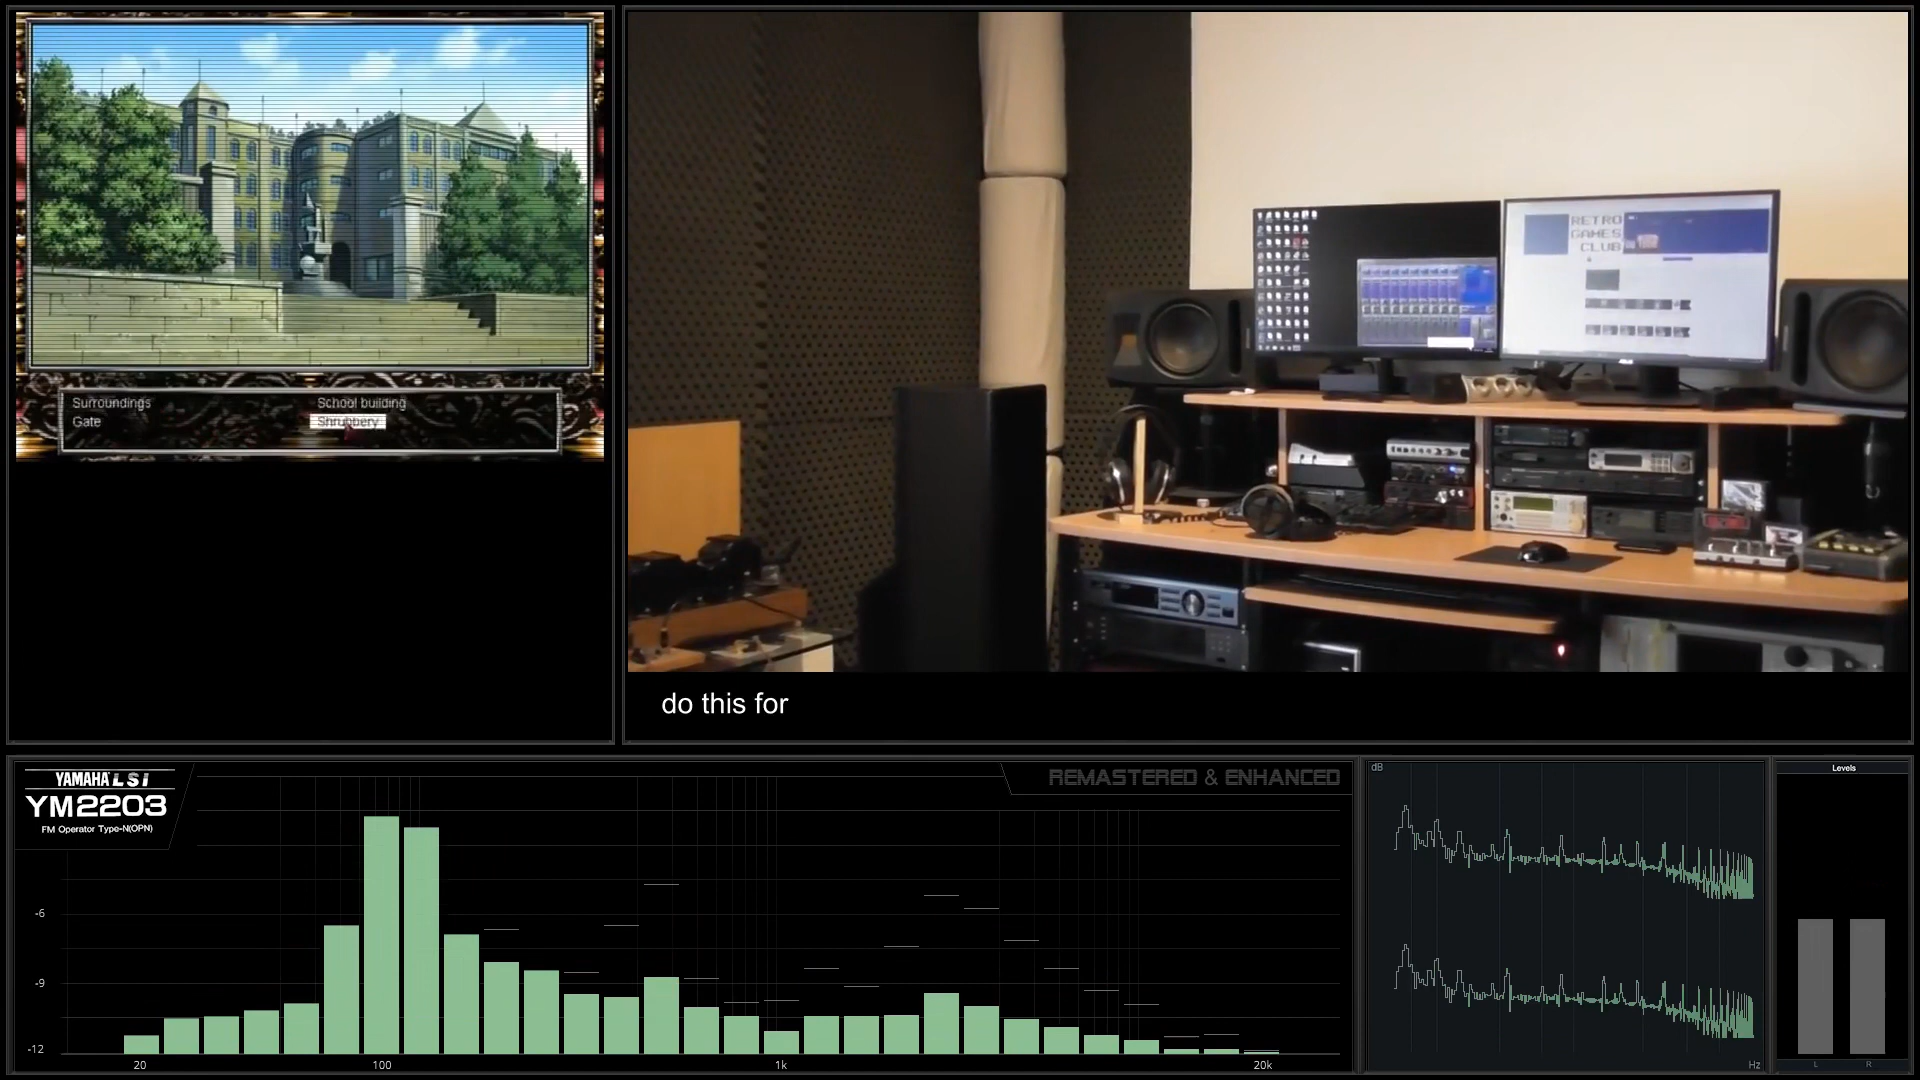 Surroundings
School building
Gate
Shrubbery
RETRO
GAMES
CLUB
do this for
YAMAHA LSI
YM2203
FM Operator Type-N(OPN)
REMASTERED & ENHANCED
-6
-9
-12
20
100
1k
20k
dB
Hz
Levels
L
R